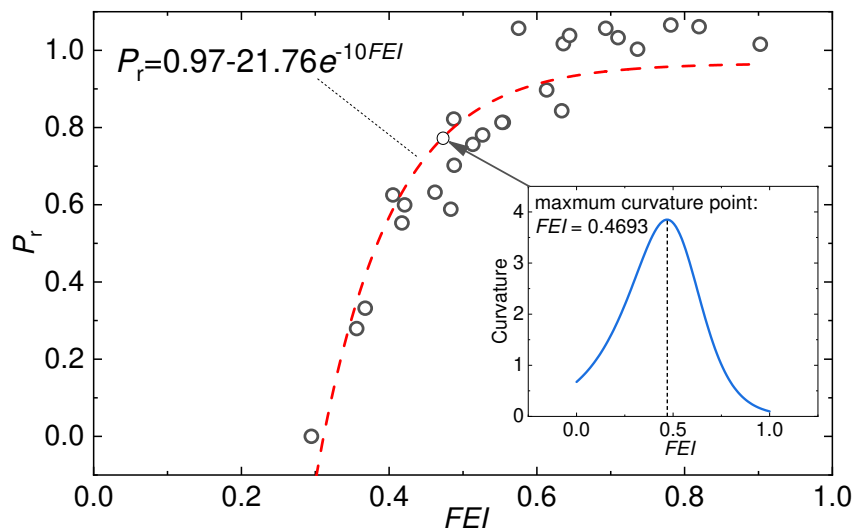 P_r=0.97-21.76e^-10FEI
1.0
0.8
0.6
0.4
0.2
0.0
P_r
0.0 0.2 0.4 0.6 0.8 1.0
FEI
maxmum curvature point:
FEI = 0.4693
4
3
2
1
0
Curvature
0.0 0.5 1.0
FEI